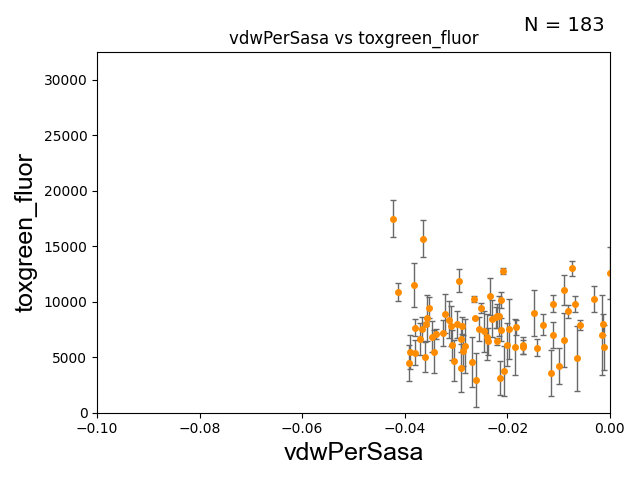 N = 183
vdwPerSasa vs toxgreen_fluor
30000
25000
20000
15000
10000
5000
0
toxgreen_fluor
−0.10 −0.08 −0.06 −0.04 −0.02 0.00
vdwPerSasa